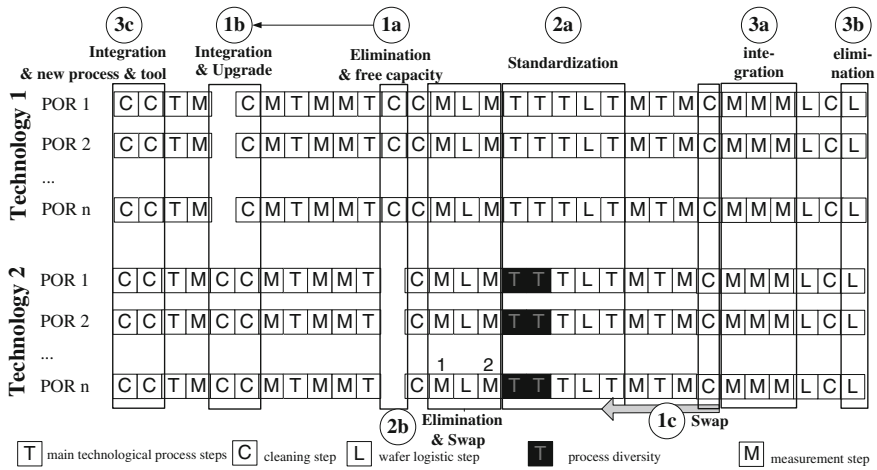 3c 1b 1a 2a 3a 3b
Integration & new process & tool
Integration & Upgrade
Elimination & free capacity
Standardization
inte-
gration
elimi-
nation
Technology 1
POR 1 C C T M C M T M M T C C M L M T T T L T M T M C M M M L C L
POR 2 C C T M C M T M M T C C M L M T T T L T M T M C M M M L C L
...
POR n C C T M C M T M M T C C M L M T T T L T M T M C M M M L C L
Technology 2
POR 1 C C T M C C M T M M T C M L M T T T L T M T M C M M M L C L
POR 2 C C T M C C M T M M T C M L M T T T L T M T M C M M M L C L
...
1 2
POR n C C T M C C M T M M T C M L M T T T L T M T M C M M M L C L
2b
Elimination
& Swap
1c
Swap
T main technological process steps C cleaning step L wafer logistic step T process diversity M measurement step